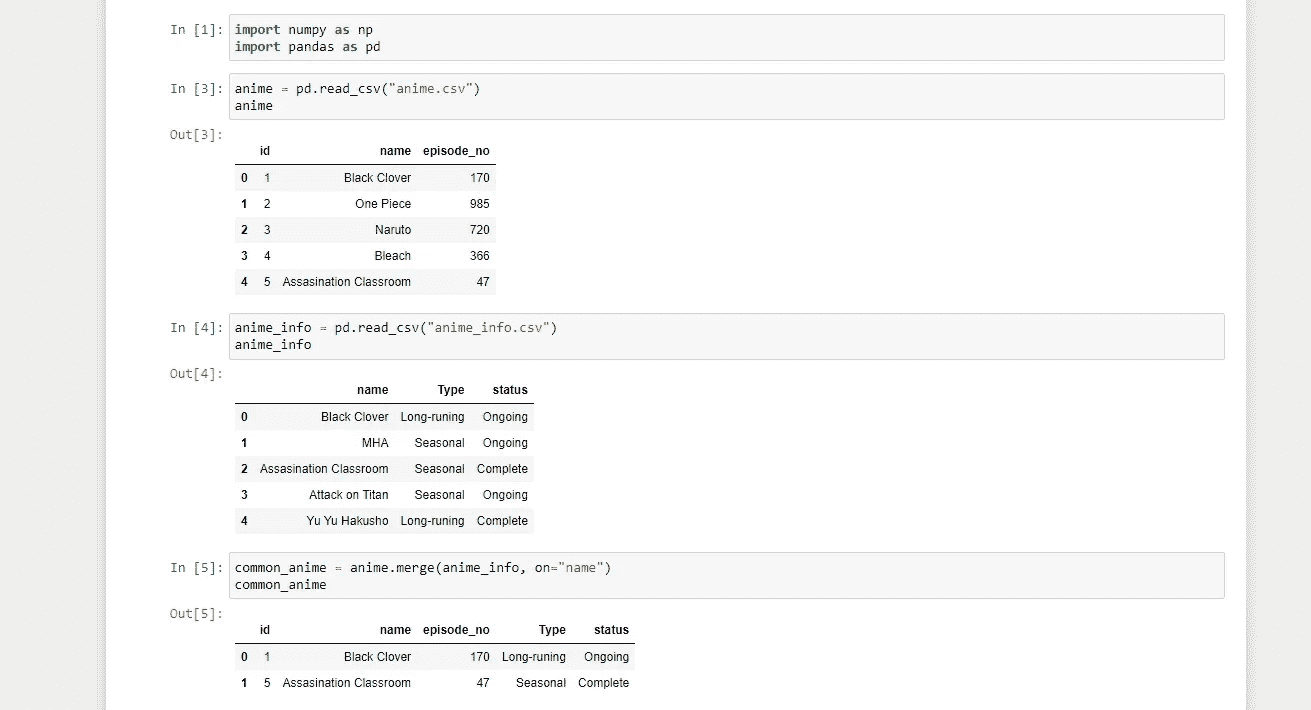 In [1]: import numpy as np
import pandas as pd
In [3]: anime = pd.read_csv("anime.csv")
anime
Out[3]:
id name episode_no
0 1 Black Clover 170
1 2 One Piece 985
2 3 Naruto 720
3 4 Bleach 366
4 5 Assasination Classroom 47
In [4]: anime_info = pd.read_csv("anime_info.csv")
anime_info
Out[4]:
name Type status
0 Black Clover Long-runing Ongoing
1 MHA Seasonal Ongoing
2 Assasination Classroom Seasonal Complete
3 Attack on Titan Seasonal Ongoing
4 Yu Yu Hakusho Long-runing Complete
In [5]: common_anime = anime.merge(anime_info, on="name")
common_anime
Out[5]:
id name episode_no Type status
0 1 Black Clover 170 Long-runing Ongoing
1 5 Assasination Classroom 47 Seasonal Complete